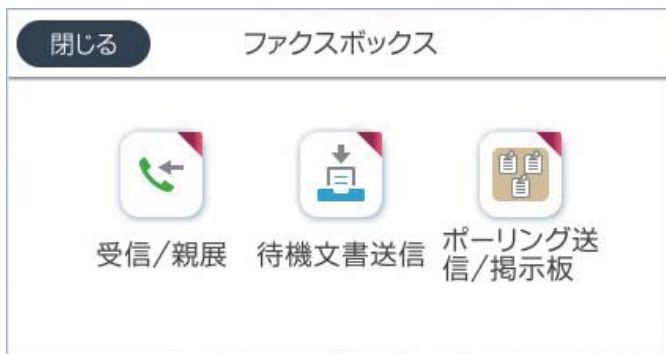 閉じる
ファクスボックス
受信/親展
待機文書送信
ポーリング送
信/掲示板